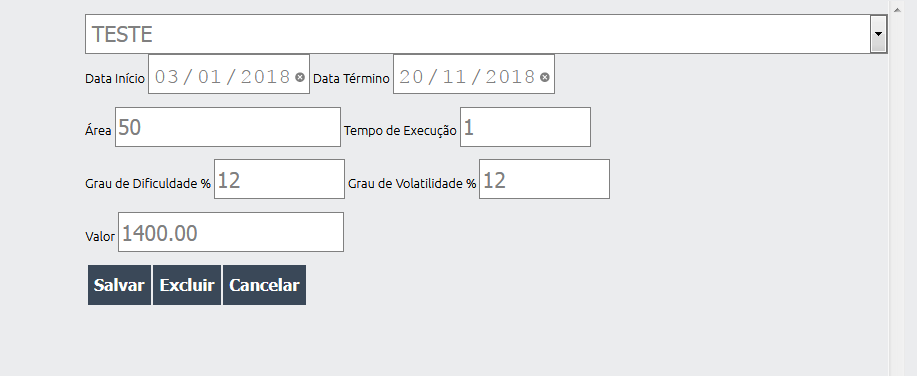 TESTE
Data Início 03/01/2018 Data Término 20/11/2018
Área 50 Tempo de Execução 1
Grau de Dificuldade % 12 Grau de Volatilidade % 12
Valor 1400.00
Salvar Excluir Cancelar